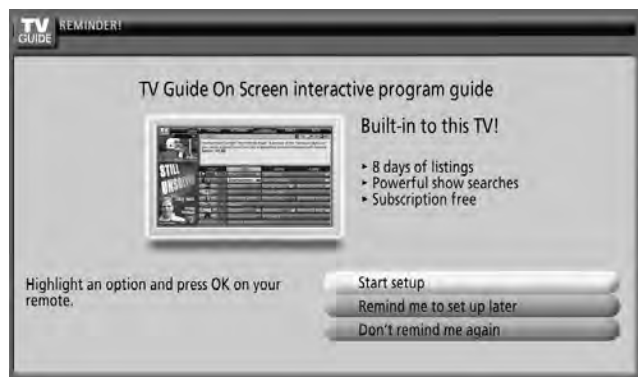 TV
GUIDE
REMINDER!
TV Guide On Screen interactive program guide
STILL
Built-in to this TV!
▸ 8 days of listings
▸ Powerful show searches
▸ Subscription free
Highlight an option and press OK on your
remote.
Start setup
Remind me to set up later
Don't remind me again